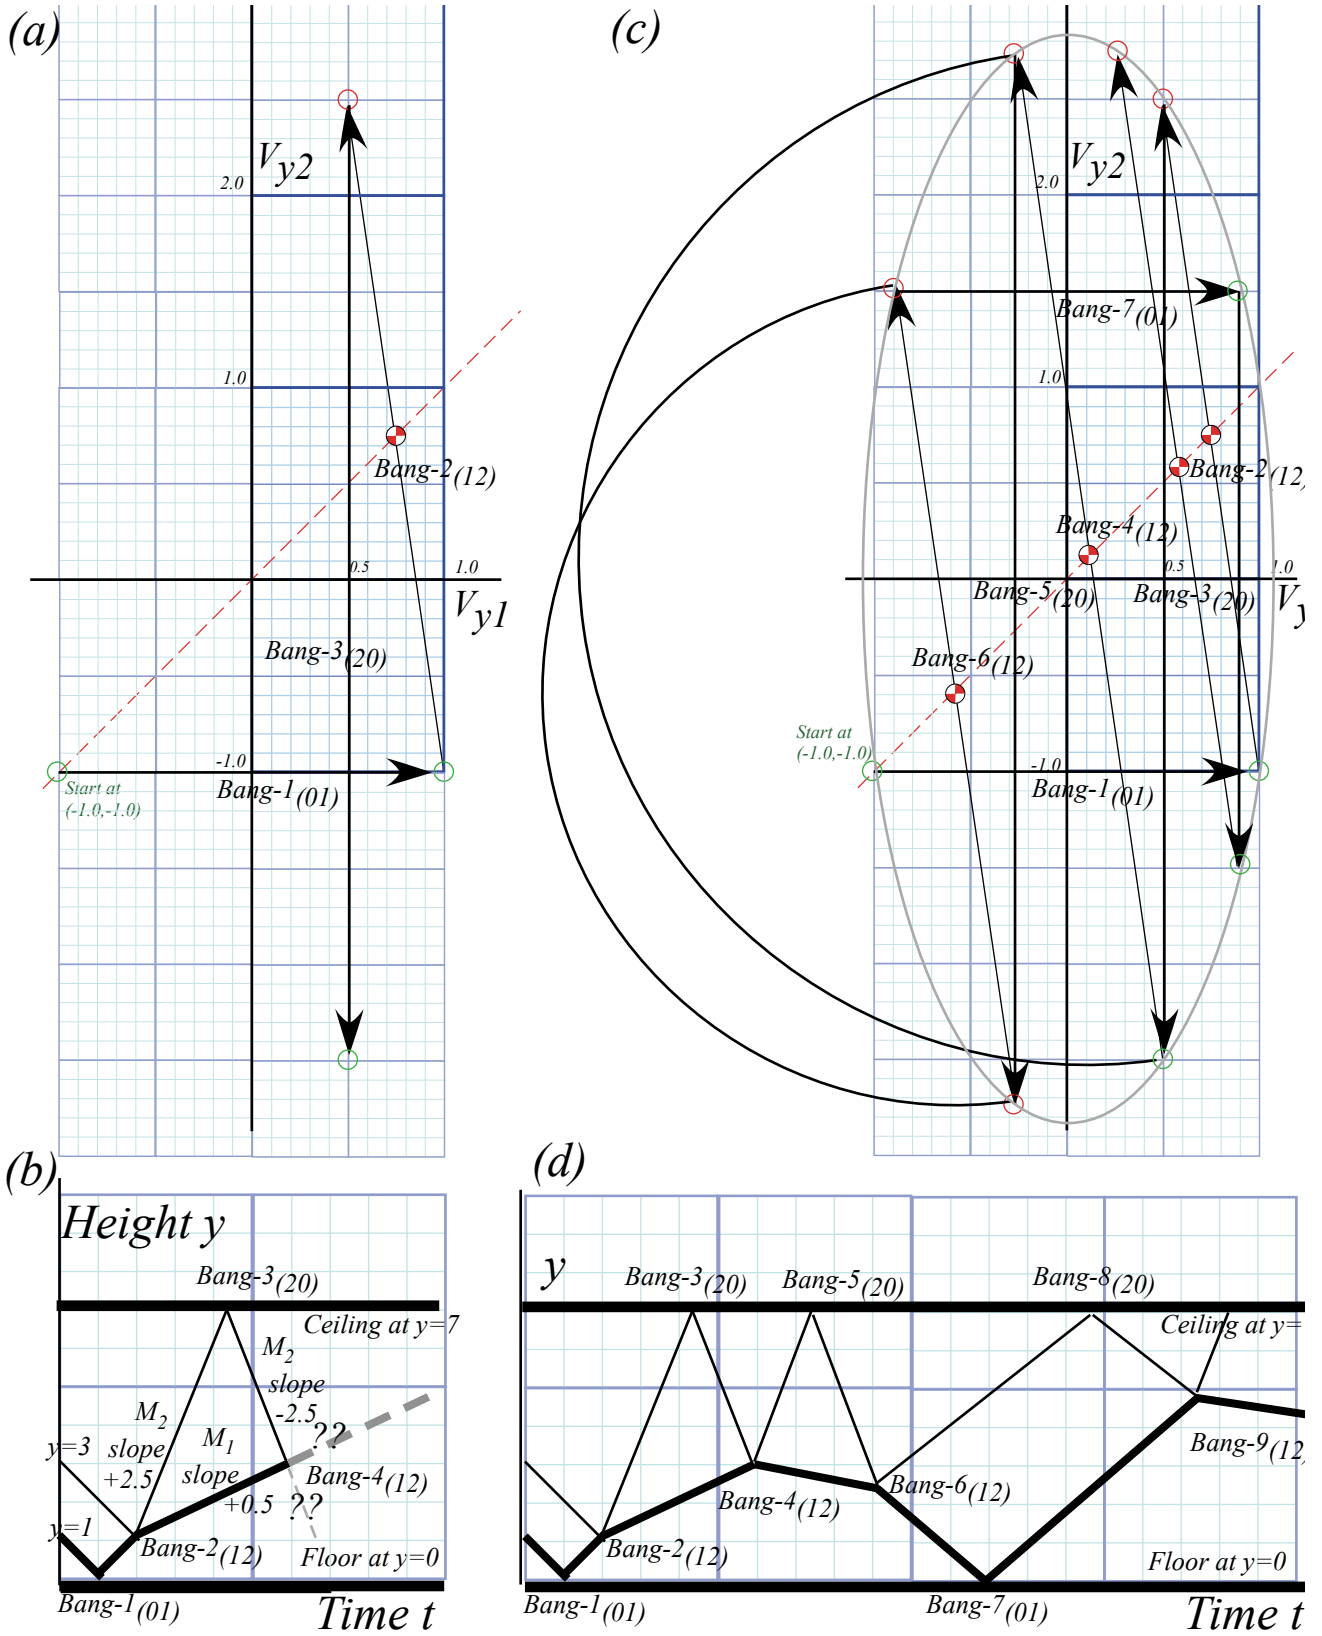 (a)
V_y2
2.0
1.0
Bang-2(12)
0.5
1.0
V_y1
Bang-3(20)
-1.0
Start at
(-1.0,-1.0)
Bang-1(01)
(c)
V_y2
2.0
Bang-7(01)
1.0
Bang-2(12)
Bang-4(12)
0.5
1.0
Bang-5(20)
Bang-3(20)
V_y
Bang-6(12)
Start at
(-1.0,-1.0)
-1.0
Bang-1(01)
(b)
Height y
Bang-3(20)
Ceiling at y=7
M2
slope
-2.5
??
M2
slope
+2.5
M1
slope
+0.5
y=3
Bang-4(12)
??
y=1
Bang-2(12)
Floor at y=0
Bang-1(01)
Time t
(d)
y
Bang-3(20)
Bang-5(20)
Bang-8(20)
Ceiling at y=
Bang-9(12)
Bang-4(12)
Bang-6(12)
Bang-2(12)
Floor at y=0
Bang-1(01)
Bang-7(01)
Time t